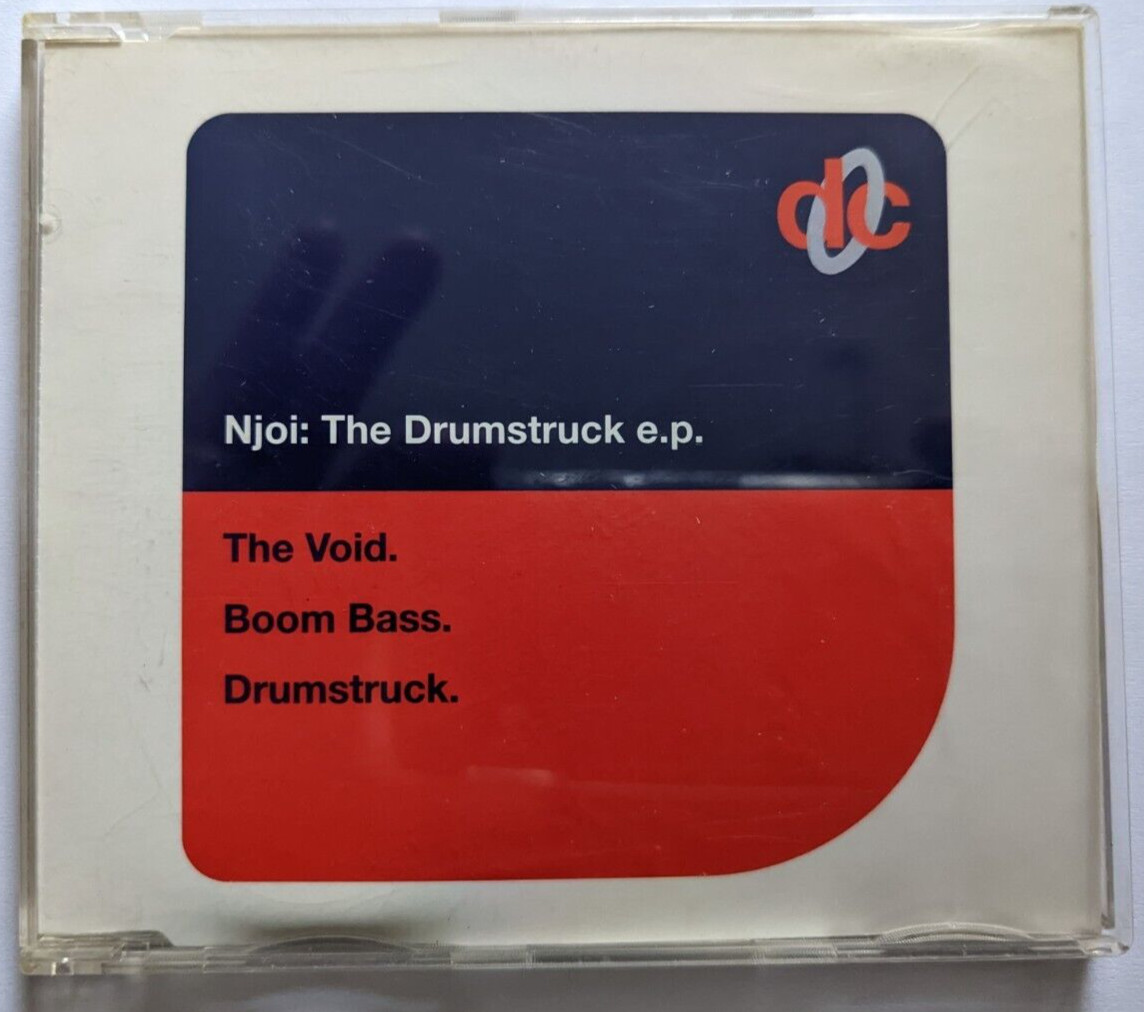 dc
Njoi: The Drumstruck e.p.
The Void.
Boom Bass.
Drumstruck.